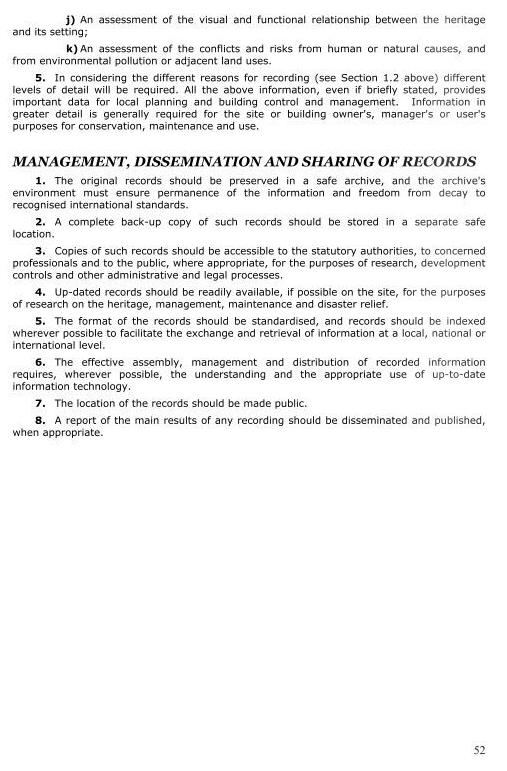 j) An assessment of the visual and functional relationship between the heritage
and its setting;
k) An assessment of the conflicts and risks from human or natural causes, and
from environmental pollution or adjacent land uses.
5. In considering the different reasons for recording (see Section 1.2 above) different
levels of detail will be required. All the above information, even if briefly stated, provides
important data for local planning and building control and management. Information in
greater detail is generally required for the site or building owner's, manager's or user's
purposes for conservation, maintenance and use.
MANAGEMENT, DISSEMINATION AND SHARING OF RECORDS
1. The original records should be preserved in a safe archive, and the archive's
environment must ensure permanence of the information and freedom from decay to
recognised international standards.
2. A complete back-up copy of such records should be stored in a separate safe
location.
3. Copies of such records should be accessible to the statutory authorities, to concerned
professionals and to the public, where appropriate, for the purposes of research, development
controls and other administrative and legal processes.
4. Up-dated records should be readily available, if possible on the site, for the purposes
of research on the heritage, management, maintenance and disaster relief.
5. The format of the records should be standardised, and records should be indexed
wherever possible to facilitate the exchange and retrieval of information at a local, national or
international level.
6. The effective assembly, management and distribution of recorded information
requires, wherever possible, the understanding and the appropriate use of up-to-date
information technology.
7. The location of the records should be made public.
8. A report of the main results of any recording should be disseminated and published,
when appropriate.
52